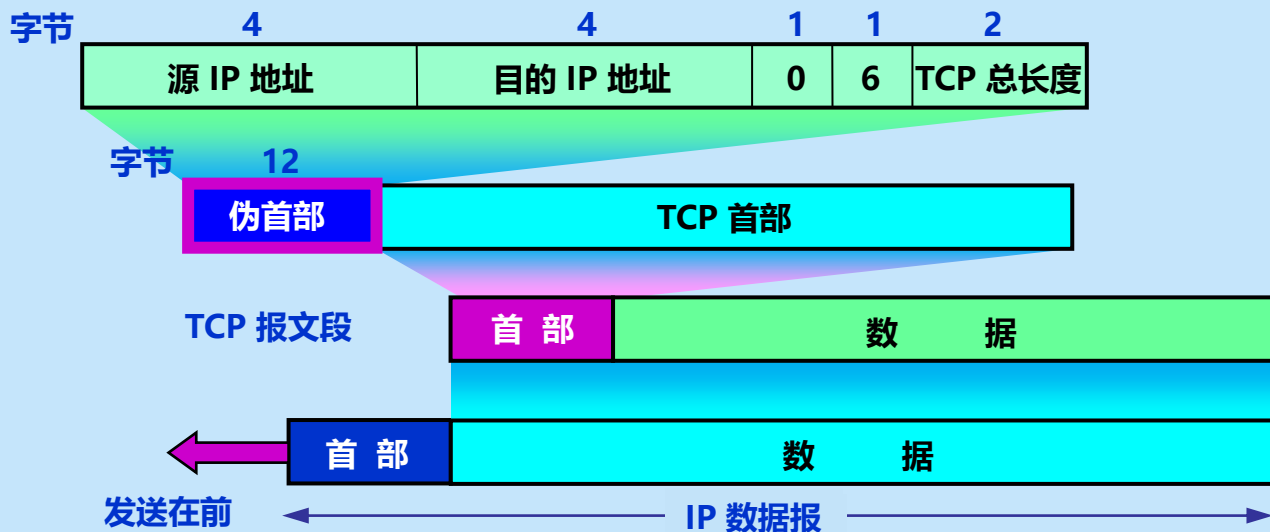 字节 4 4 1 1 2
源 IP 地址 目的 IP 地址 0 6 TCP 总长度
字节 12
伪首部 TCP 首部
TCP 报文段 首 部 数 据
首 部 数 据
发送在前 IP 数据报